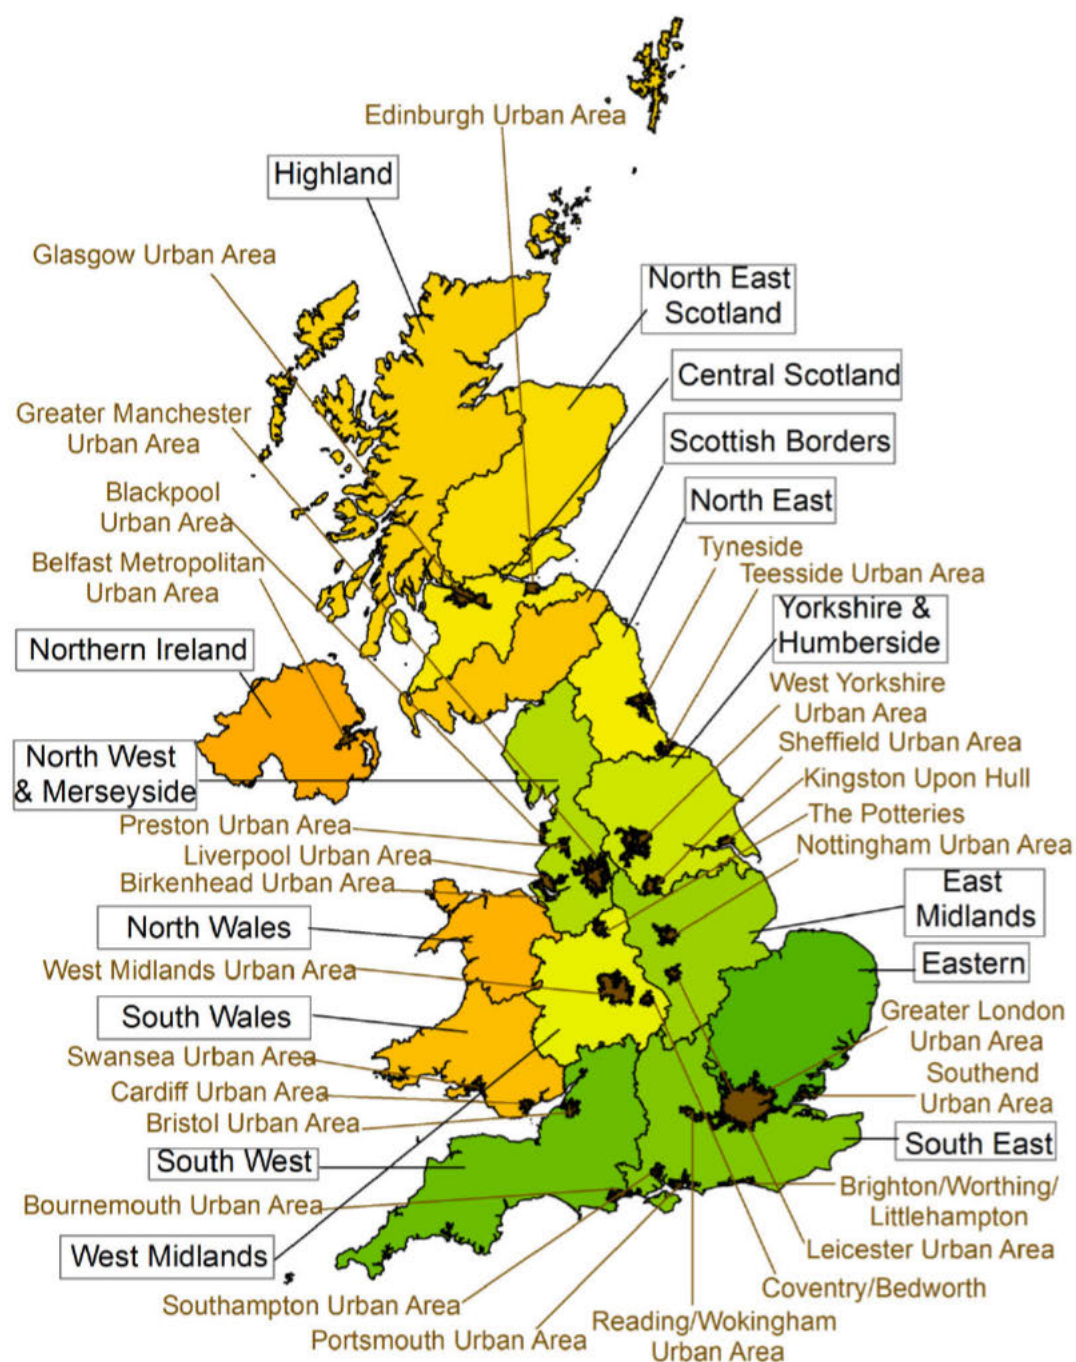 Edinburgh Urban Area
Highland
Glasgow Urban Area
North East
Scotland
Central Scotland
Greater Manchester
Urban Area
Scottish Borders
Blackpool
Urban Area
North East
Tyneside
Belfast Metropolitan
Urban Area
Teesside Urban Area
Yorkshire &
Humberside
Northern Ireland
West Yorkshire
Urban Area
Sheffield Urban Area
North West
& Merseyside
Kingston Upon Hull
The Potteries
Preston Urban Area
Nottingham Urban Area
Liverpool Urban Area
Birkenhead Urban Area
East
Midlands
North Wales
West Midlands Urban Area
Eastern
South Wales
Greater London
Urban Area
Swansea Urban Area
Southend
Urban Area
Cardiff Urban Area
Bristol Urban Area
South East
South West
Brighton/Worthing/
Littlehampton
Bournemouth Urban Area
West Midlands
Leicester Urban Area
Coventry/Bedworth
Southampton Urban Area
Reading/Wokingham
Urban Area
Portsmouth Urban Area